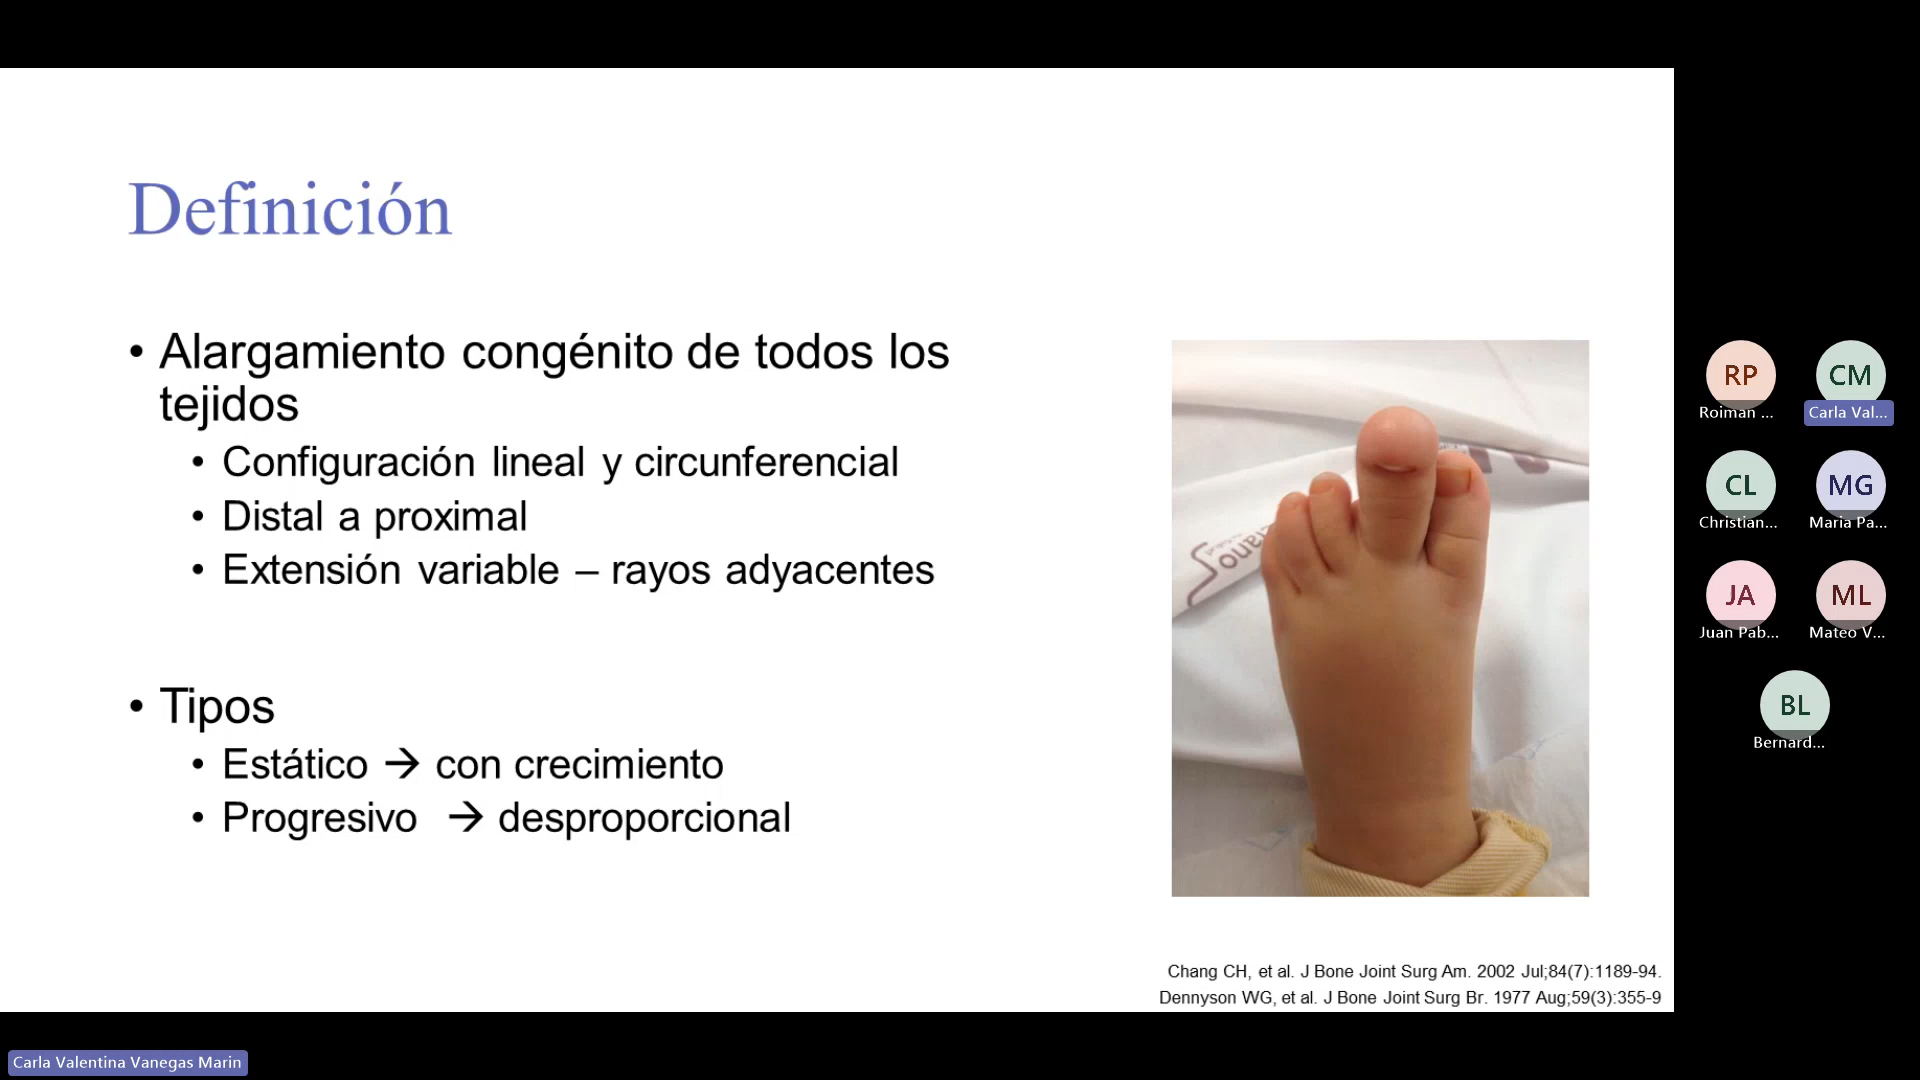 Definición
• Alargamiento congénito de todos los
tejidos
• Configuración lineal y circunferencial
• Distal a proximal
• Extensión variable – rayos adyacentes
• Tipos
• Estático → con crecimiento
• Progresivo → desproporcional
Chang CH, et al. J Bone Joint Surg Am. 2002 Jul;84(7):1189-94.
Dennyson WG, et al. J Bone Joint Surg Br. 1977 Aug;59(3):355-9
RP
Roiman ...
CM
Carla Val...
CL
Christian...
MG
Maria Pa...
JA
Juan Pab...
ML
Mateo V...
BL
Bernard...
Carla Valentina Vanegas Marin